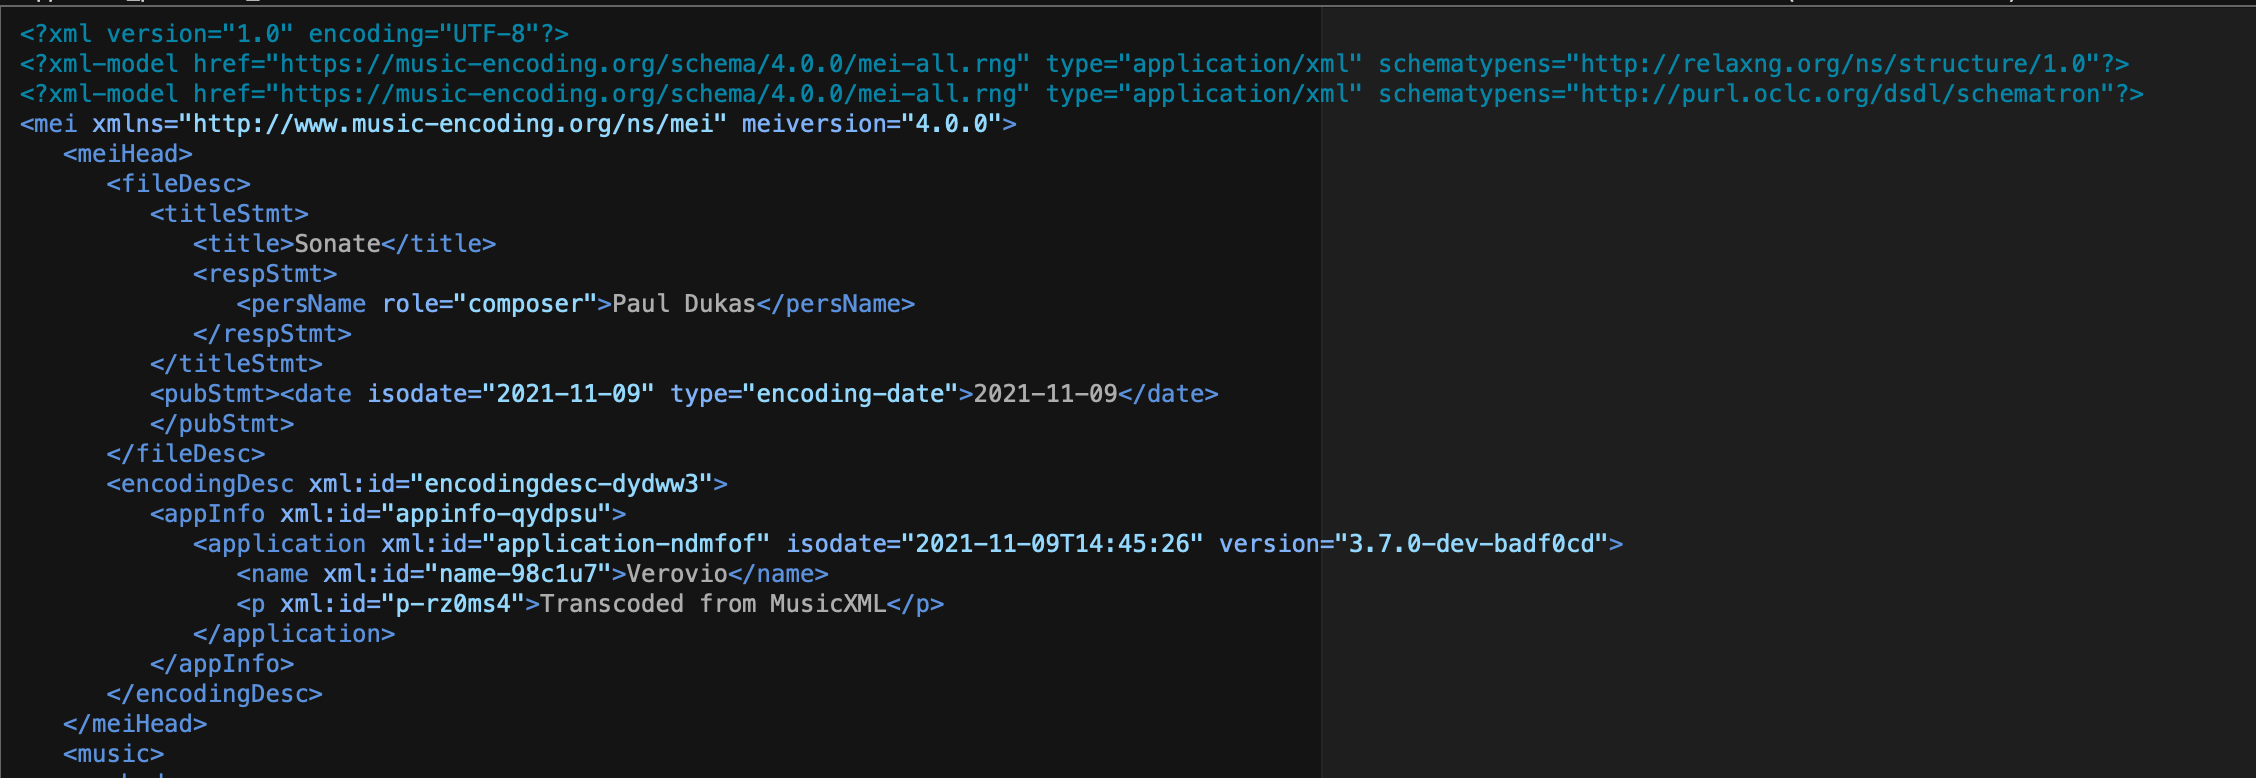 <?xml version="1.0" encoding="UTF-8"?>
<?xml-model href="https://music-encoding.org/schema/4.0.0/mei-all.rng" type="application/xml" schematypens="http://relaxng.org/ns/structure/1.0"?>
<?xml-model href="https://music-encoding.org/schema/4.0.0/mei-all.rng" type="application/xml" schematypens="http://purl.oclc.org/dsdl/schematron"?>
<mei xmlns="http://www.music-encoding.org/ns/mei" meiversion="4.0.0">
<meiHead>
<fileDesc>
<titleStmt>
<title>Sonate</title>
<respStmt>
<persName role="composer">Paul Dukas</persName>
</respStmt>
</titleStmt>
<pubStmt><date isodate="2021-11-09" type="encoding-date">2021-11-09</date>
</pubStmt>
</fileDesc>
<encodingDesc xml:id="encodingdesc-dydww3">
<appInfo xml:id="appinfo-qydpsu">
<application xml:id="application-ndmfof" isodate="2021-11-09T14:45:26" version="3.7.0-dev-badf0cd">
<name xml:id="name-98c1u7">Verovio</name>
<p xml:id="p-rz0ms4">Transcoded from MusicXML</p>
</application>
</appInfo>
</encodingDesc>
</meiHead>
<music>